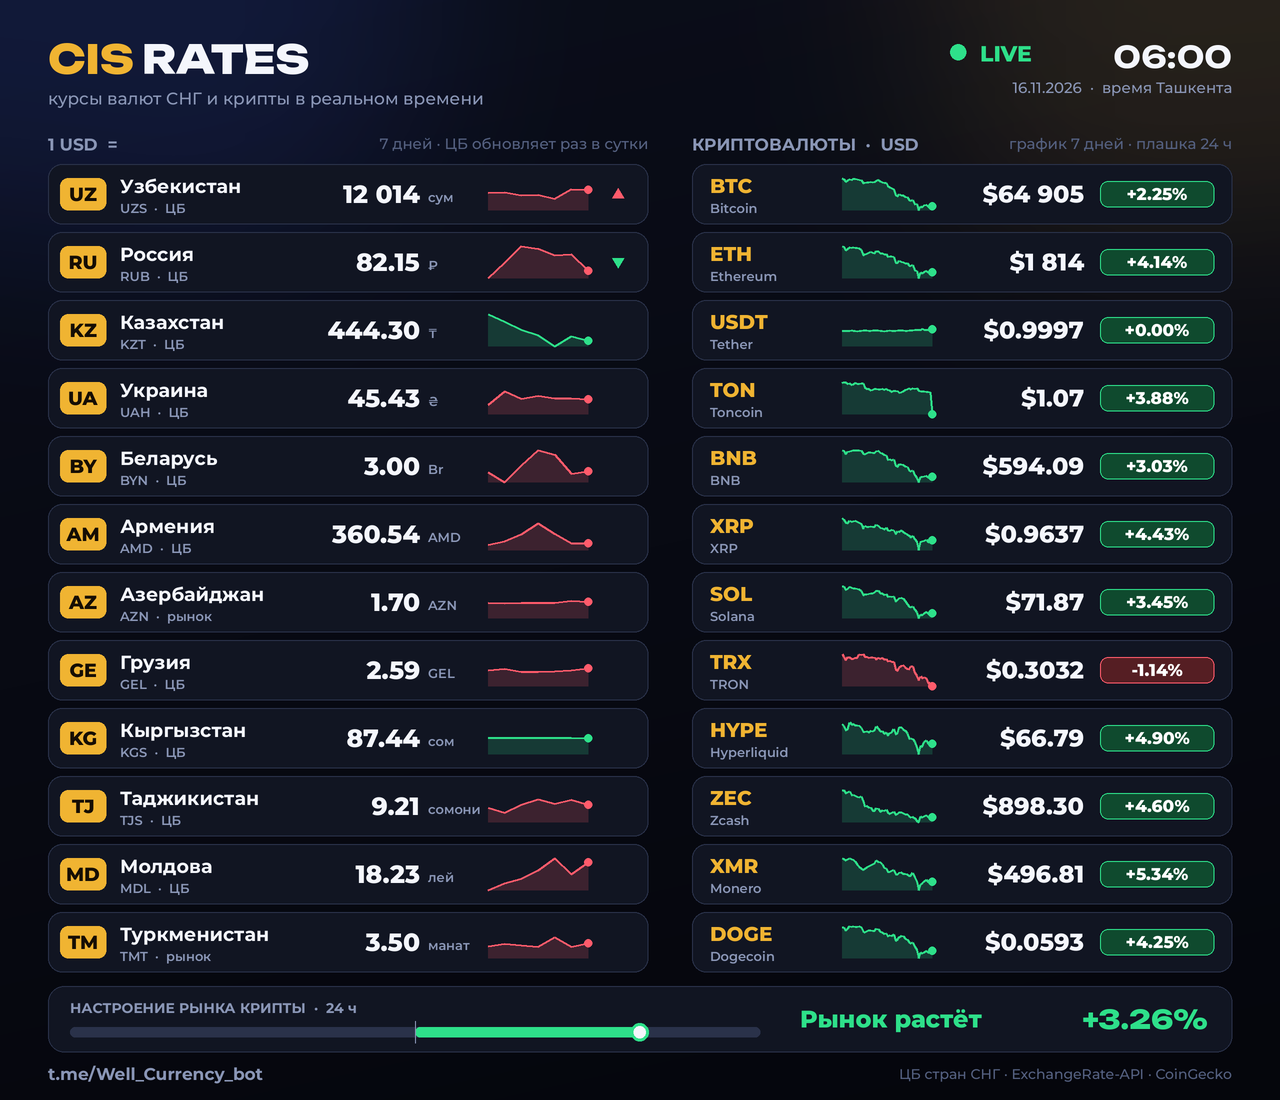 CIS RATES
курсы валют СНГ и крипты в реальном времени
LIVE
06:00
16.11.2026 · время Ташкента
1 USD =
7 дней · ЦБ обновляет раз в сутки
UZ Узбекистан 12 014 сум
UZS · ЦБ
RU Россия 82.15 ₽
RUB · ЦБ
KZ Казахстан 444.30 ₸
KZT · ЦБ
UA Украина 45.43 ₴
UAH · ЦБ
BY Беларусь 3.00 Br
BYN · ЦБ
AM Армения 360.54 AMD
AMD · ЦБ
AZ Азербайджан 1.70 AZN
AZN · рынок
GE Грузия 2.59 GEL
GEL · ЦБ
KG Кыргызстан 87.44 сом
KGS · ЦБ
TJ Таджикистан 9.21 сомони
TJS · ЦБ
MD Молдова 18.23 лей
MDL · ЦБ
TM Туркменистан 3.50 манат
TMT · рынок
КРИПТОВАЛЮТЫ · USD
график 7 дней · плашка 24 ч
BTC $64 905 +2.25%
Bitcoin
ETH $1 814 +4.14%
Ethereum
USDT $0.9997 +0.00%
Tether
TON $1.07 +3.88%
Toncoin
BNB $594.09 +3.03%
BNB
XRP $0.9637 +4.43%
XRP
SOL $71.87 +3.45%
Solana
TRX $0.3032 -1.14%
TRON
HYPE $66.79 +4.90%
Hyperliquid
ZEC $898.30 +4.60%
Zcash
XMR $496.81 +5.34%
Monero
DOGE $0.0593 +4.25%
Dogecoin
НАСТРОЕНИЕ РЫНКА КРИПТЫ · 24 ч
Рынок растёт
+3.26%
t.me/Well_Currency_bot
ЦБ стран СНГ · ExchangeRate-API · CoinGecko